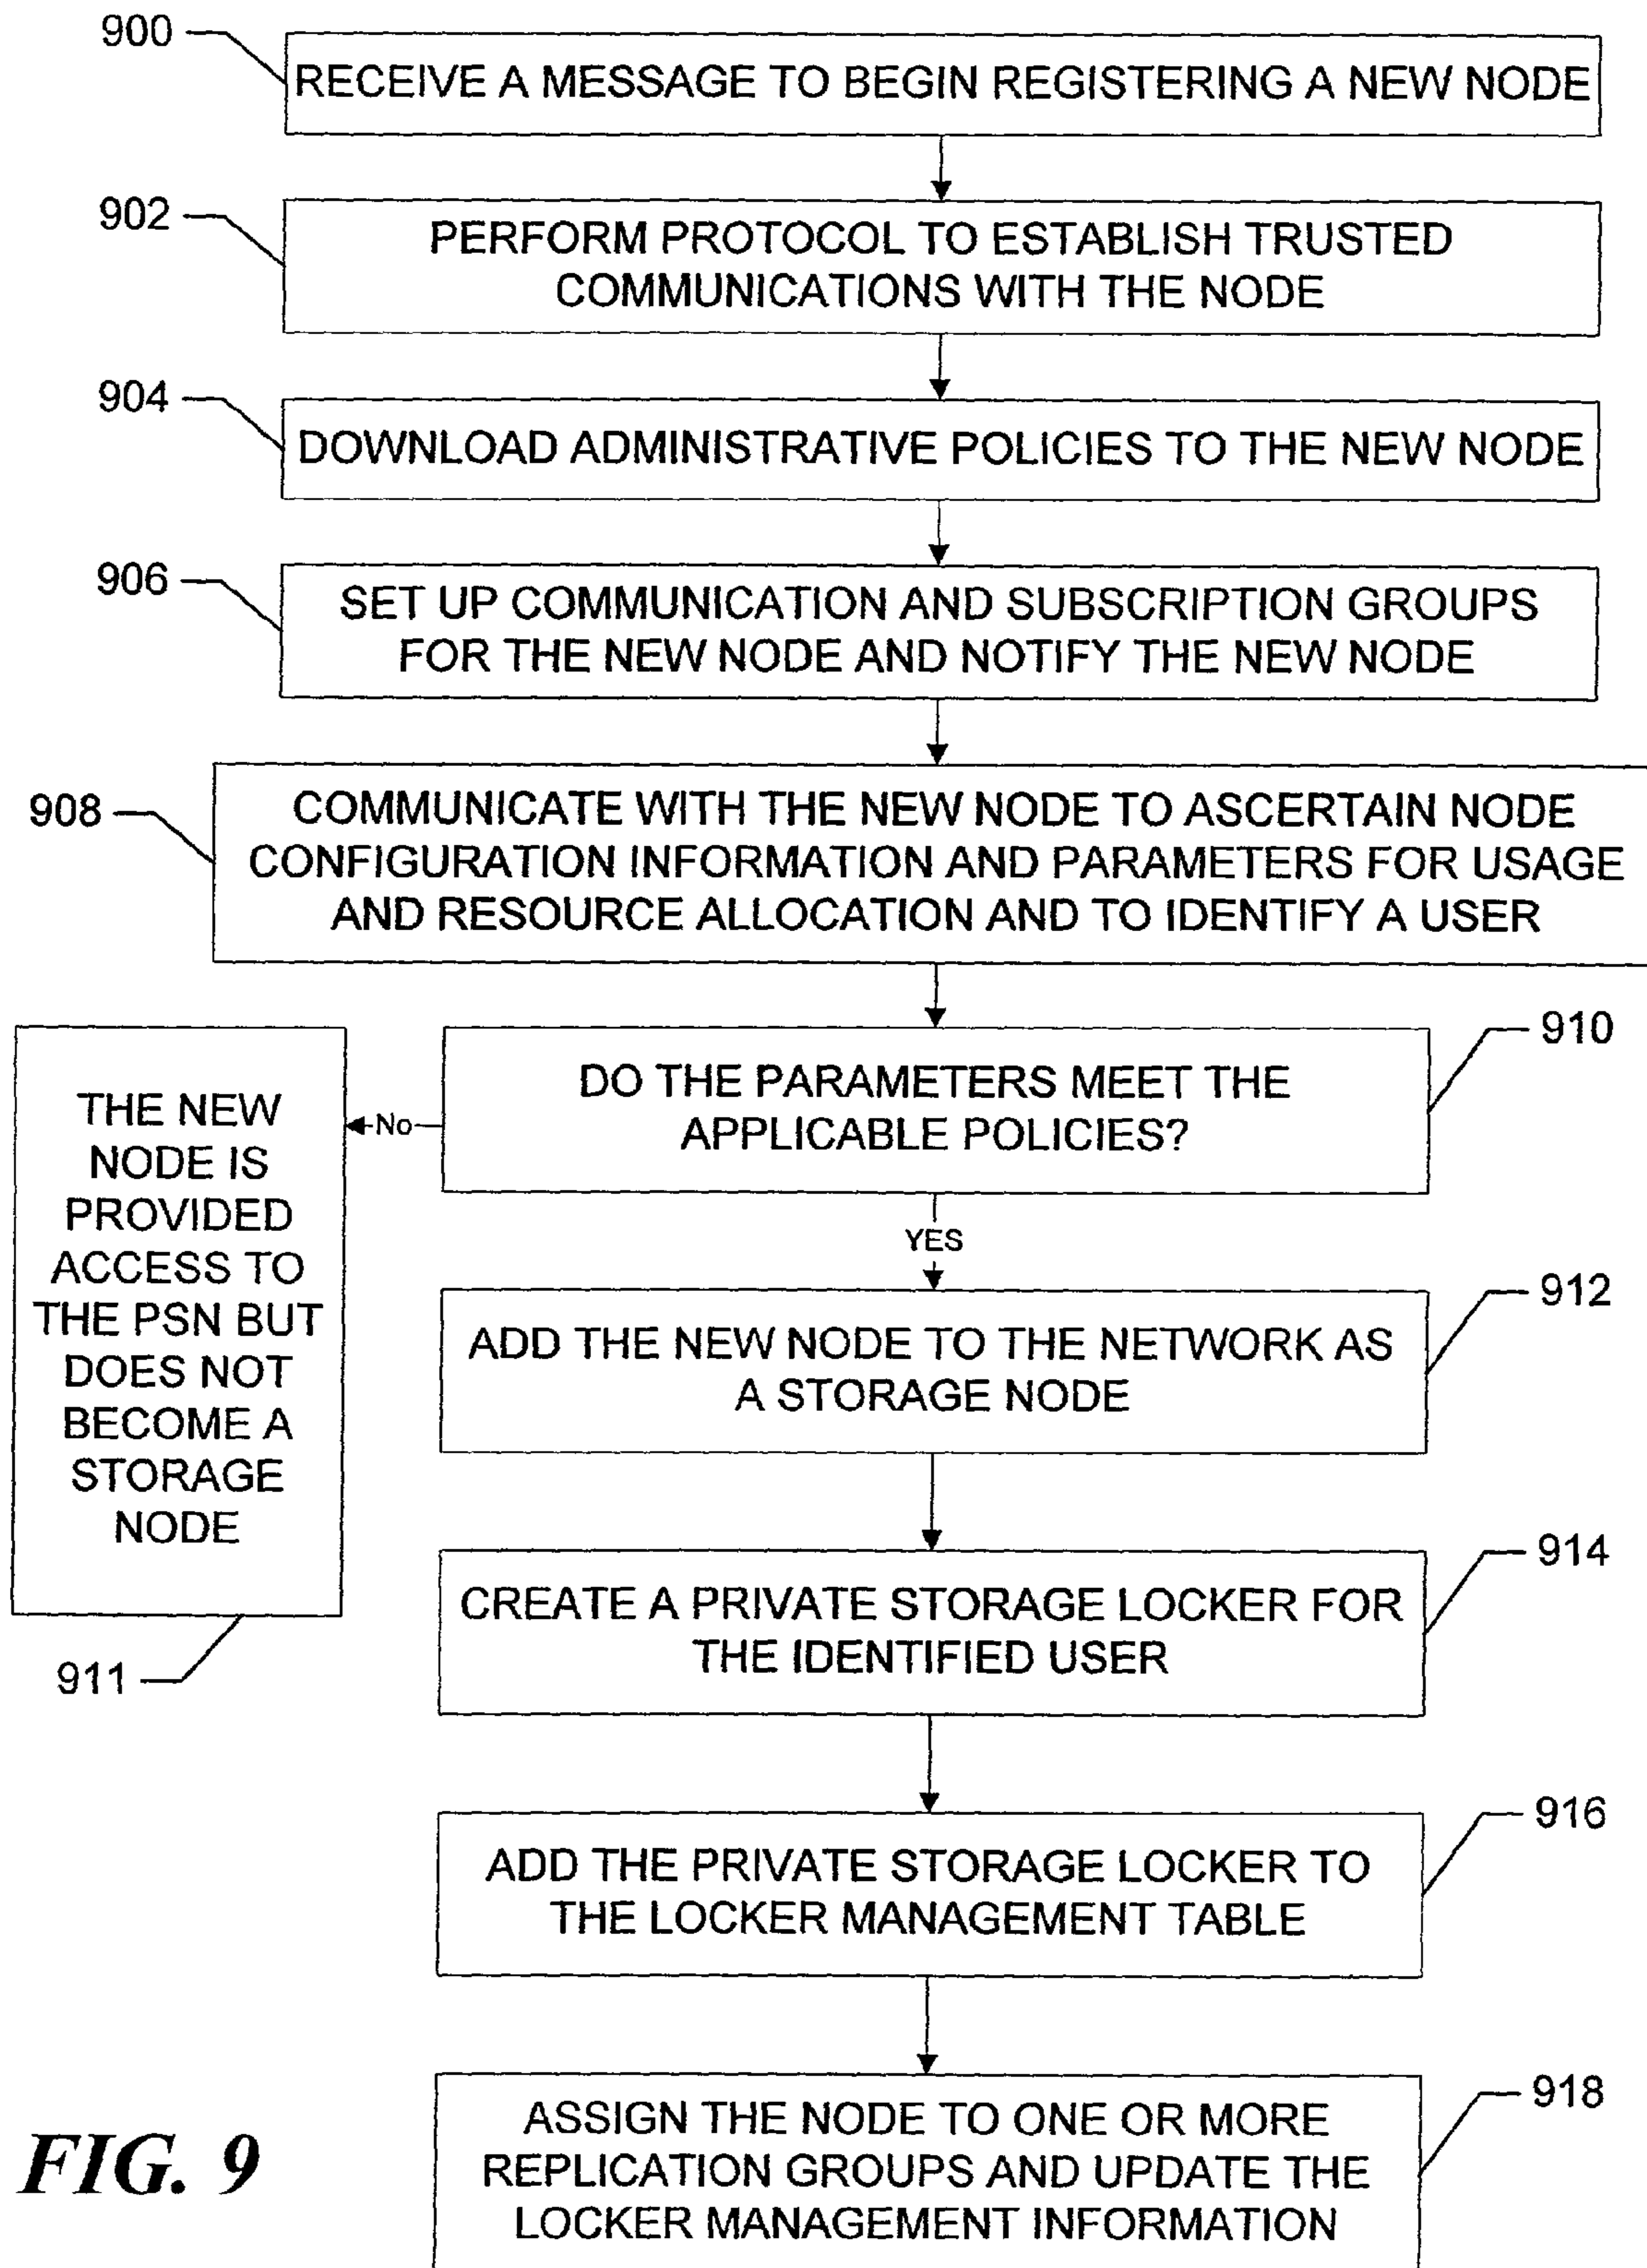 900
RECEIVE A MESSAGE TO BEGIN REGISTERING A NEW NODE
902
PERFORM PROTOCOL TO ESTABLISH TRUSTED
COMMUNICATIONS WITH THE NODE
904
DOWNLOAD ADMINISTRATIVE POLICIES TO THE NEW NODE
906
SET UP COMMUNICATION AND SUBSCRIPTION GROUPS
FOR THE NEW NODE AND NOTIFY THE NEW NODE
908
COMMUNICATE WITH THE NEW NODE TO ASCERTAIN NODE
CONFIGURATION INFORMATION AND PARAMETERS FOR USAGE
AND RESOURCE ALLOCATION AND TO IDENTIFY A USER
910
DO THE PARAMETERS MEET THE
APPLICABLE POLICIES?
No
THE NEW
NODE IS
PROVIDED
ACCESS TO
THE PSN BUT
DOES NOT
BECOME A
STORAGE
NODE
911
YES
912
ADD THE NEW NODE TO THE NETWORK AS
A STORAGE NODE
914
CREATE A PRIVATE STORAGE LOCKER FOR
THE IDENTIFIED USER
916
ADD THE PRIVATE STORAGE LOCKER TO
THE LOCKER MANAGEMENT TABLE
918
ASSIGN THE NODE TO ONE OR MORE
REPLICATION GROUPS AND UPDATE THE
LOCKER MANAGEMENT INFORMATION
FIG. 9